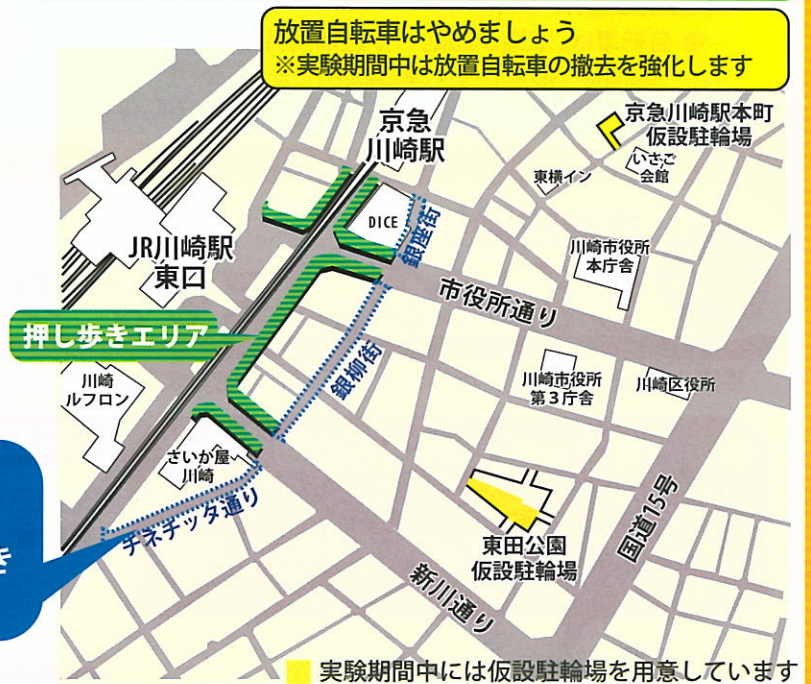 放置自転車はやめましょう
※実験期間中は放置自転車の撤去を強化します
京急
川崎駅
京急川崎駅本町
仮設駐輪場
いさご
会館
東横イン
DICE
銀座街
JR川崎駅
東口
川崎市役所
本庁舎
市役所通り
押し歩きエリア
銀柳街
川崎
ルフロン
川崎市役所
第3庁舎
川崎区役所
さいか屋
川崎
チネチッタ通り
き
東田公園
仮設駐輪場
国道15号
新川通り
実験期間中には仮設駐輪場を用意しています